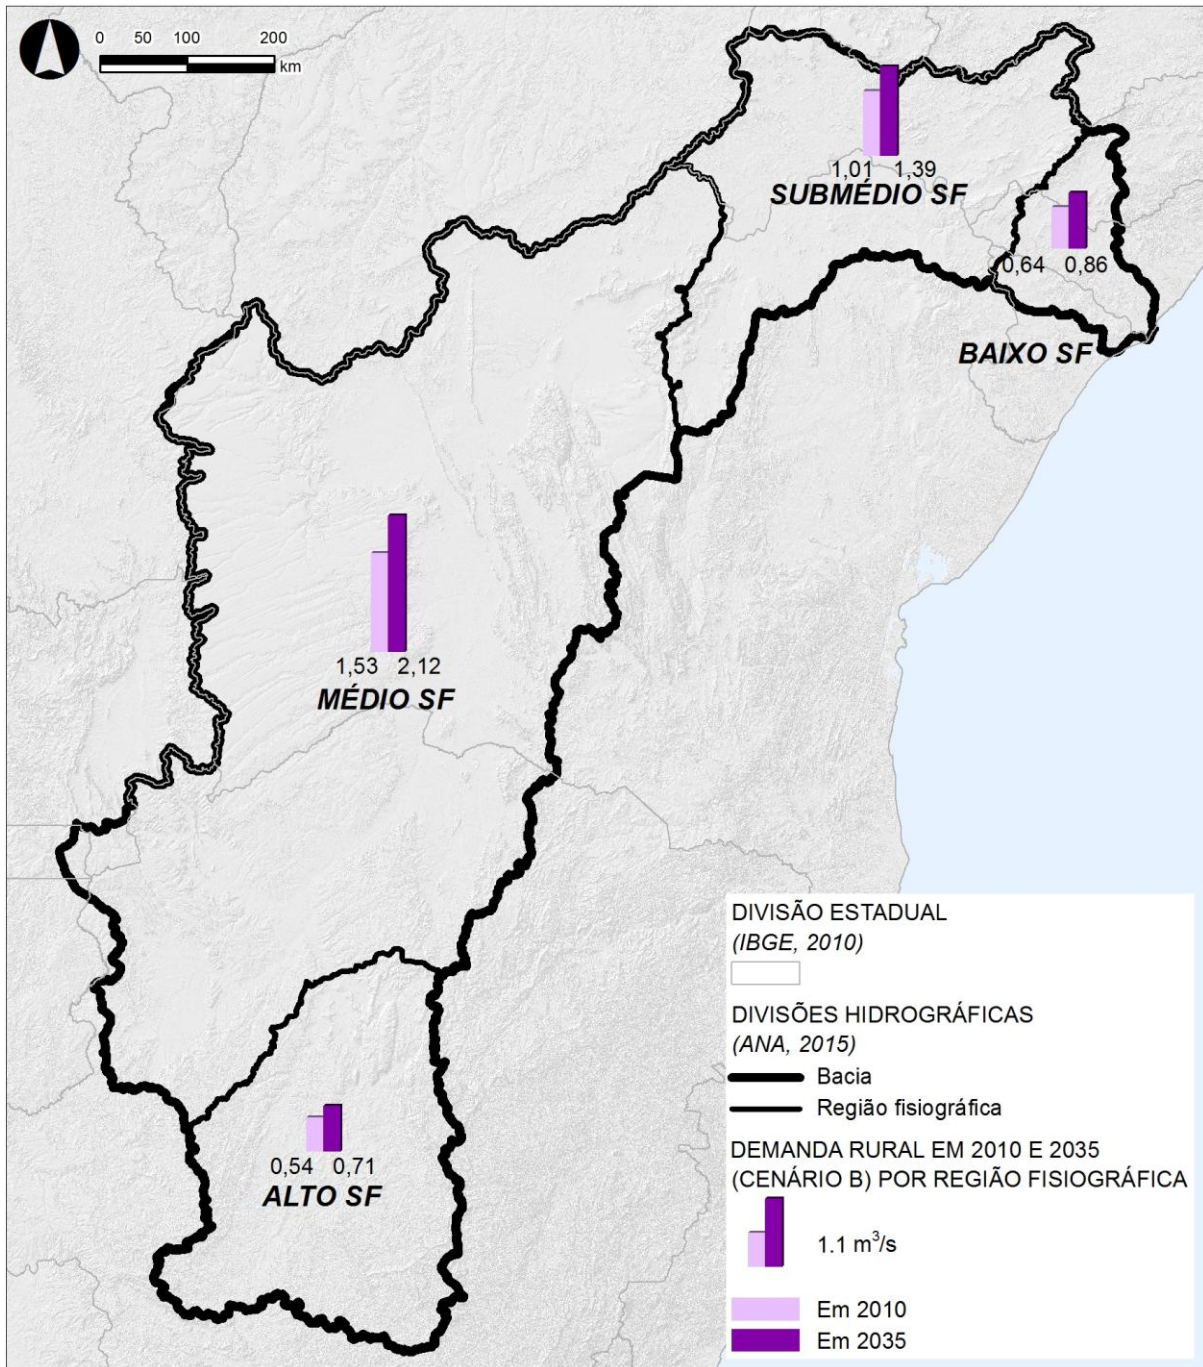 0 50 100 200
km
1,01 1,39
SUBMÉDIO SF
0,64 0,86
BAIXO SF
1,53 2,12
MÉDIO SF
0,54 0,71
ALTO SF
DIVISÃO ESTADUAL
(IBGE, 2010)
DIVISÕES HIDROGRÁFICAS
(ANA, 2015)
Bacia
Região fisiográfica
DEMANDA RURAL EM 2010 E 2035
(CENÁRIO B) POR REGIÃO FISIOGRÁFICA
1.1 m³/s
Em 2010
Em 2035